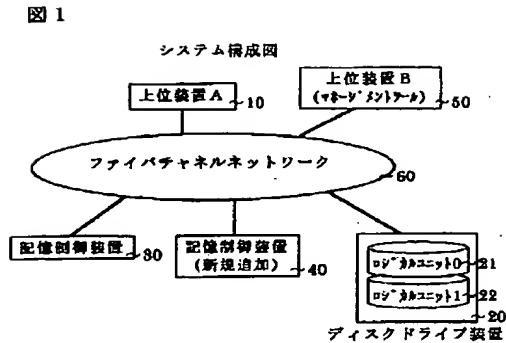 図1
システム構成図
上位装置A
10
上位装置B
(マネージメントツール)
50
ファイバチャネルネットワーク
60
記憶制御装置
30
記憶制御装置
(新規追加)
40
ロジカルユニット0
21
ロジカルユニット1
22
20
ディスクドライブ装置